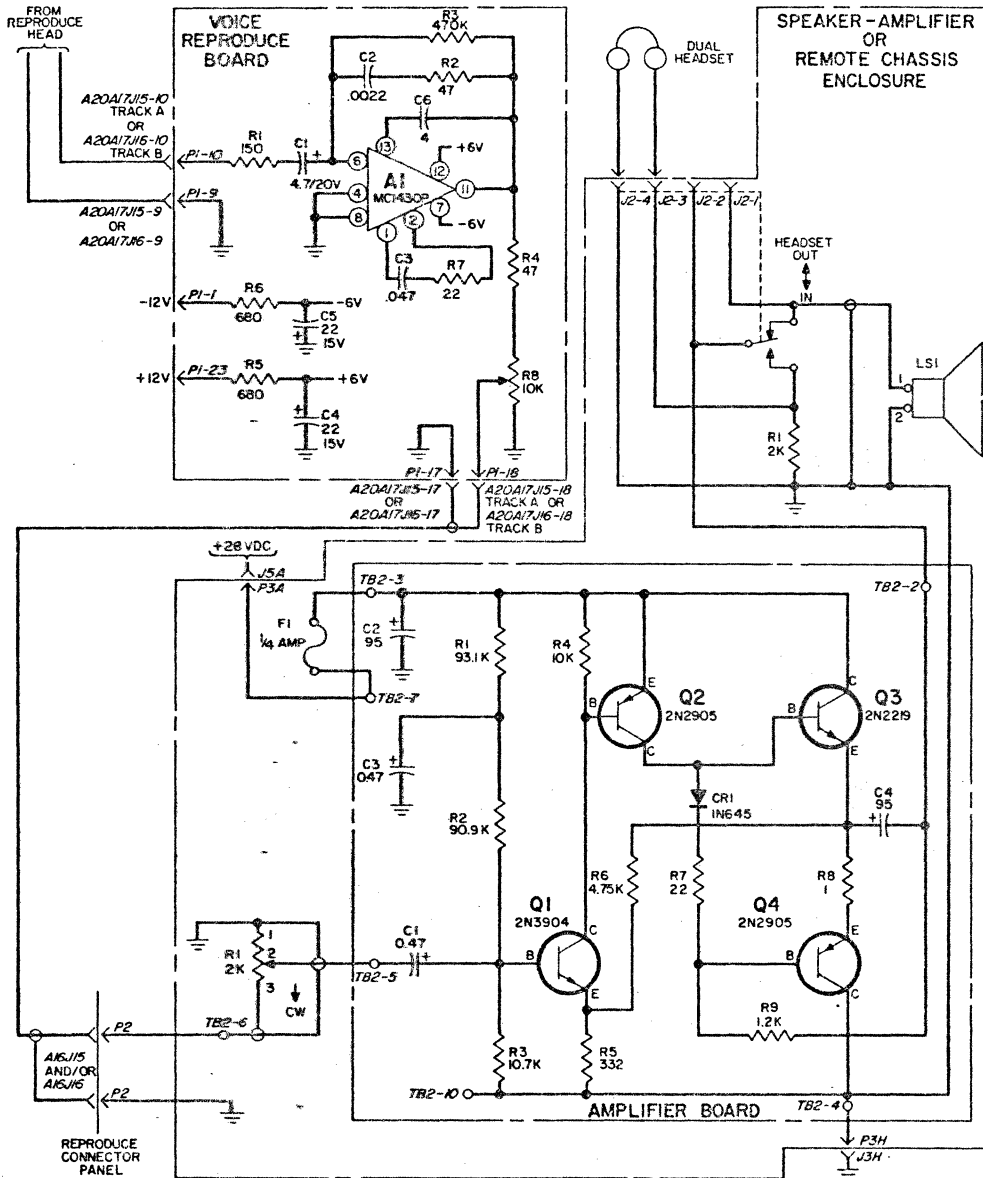 FROM
REPRODUCE
HEAD
VOICE
REPRODUCE
BOARD
R3
470K
C2
.0022
R2
47
C6
4
A20A17J15-10
TRACK A
OR
A20A17J16-10
TRACK B
P1-10
R1
150
C1
+
4.7/20V
6
13
12
+6V
A1
MC1430P
4
8
11
7
-6V
1
2
P1-9
A20A17J15-9
OR
A20A17J16-9
C3
.047
R7
22
R4
47
-12V
P1-1
R6
680
-6V
C5
22
15V
+
+12V
P1-23
R5
680
+6V
+
C4
22
15V
R8
10K
P1-17
P1-18
A20A17J15-17
OR
A20A17J16-17
A20A17J15-18
TRACK A OR
A20A17J16-18
TRACK B
DUAL
HEADSET
SPEAKER-AMPLIFIER
OR
REMOTE CHASSIS
ENCLOSURE
J2-4
J2-3
J2-2
J2-1
HEADSET
OUT
IN
LS1
1
2
R1
2K
+28VDC
J5A
P3A
F1
1/4 AMP
TB2-3
TB2-7
TB2-2
+
C2
95
R1
93.1K
R4
10K
E
B
C
Q2
2N2905
C
B
E
Q3
2N2219
C3
0.47
+
R2
90.9K
CR1
1N645
C4
95
+
R6
4.75K
R7
22
R8
1
Q1
2N3904
C
B
E
Q4
2N2905
E
B
C
R1
2K
1
2
3
CW
TB2-5
C1
0.47
+
TB2-6
R9
1.2K
R3
10.7K
R5
332
TB2-10
AMPLIFIER BOARD
TB2-4
P2
A16J15
AND/OR
A16J16
P2
REPRODUCE
CONNECTOR
PANEL
P3H
J3H